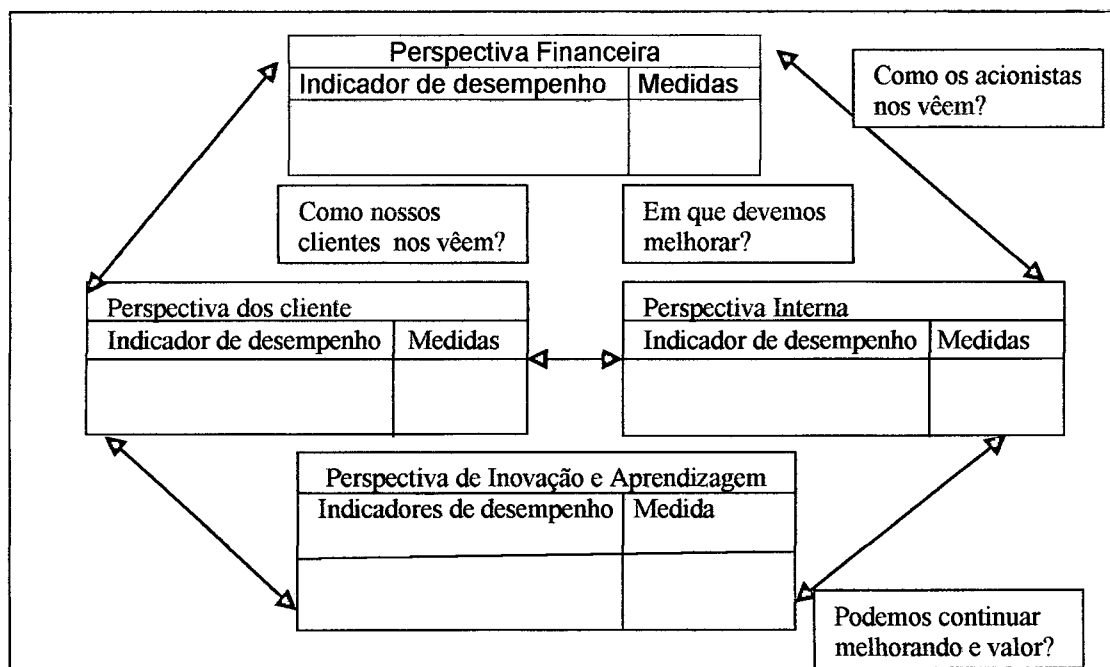 Perspectiva Financeira
Indicador de desempenho Medidas
Como os acionistas
nos vêem?
Como nossos
clientes nos vêem?
Em que devemos
melhorar?
Perspectiva dos cliente
Indicador de desempenho Medidas
Perspectiva Interna
Indicador de desempenho Medidas
Perspectiva de Inovação e Aprendizagem
Indicadores de desempenho Medida
Podemos continuar
melhorando e valor?